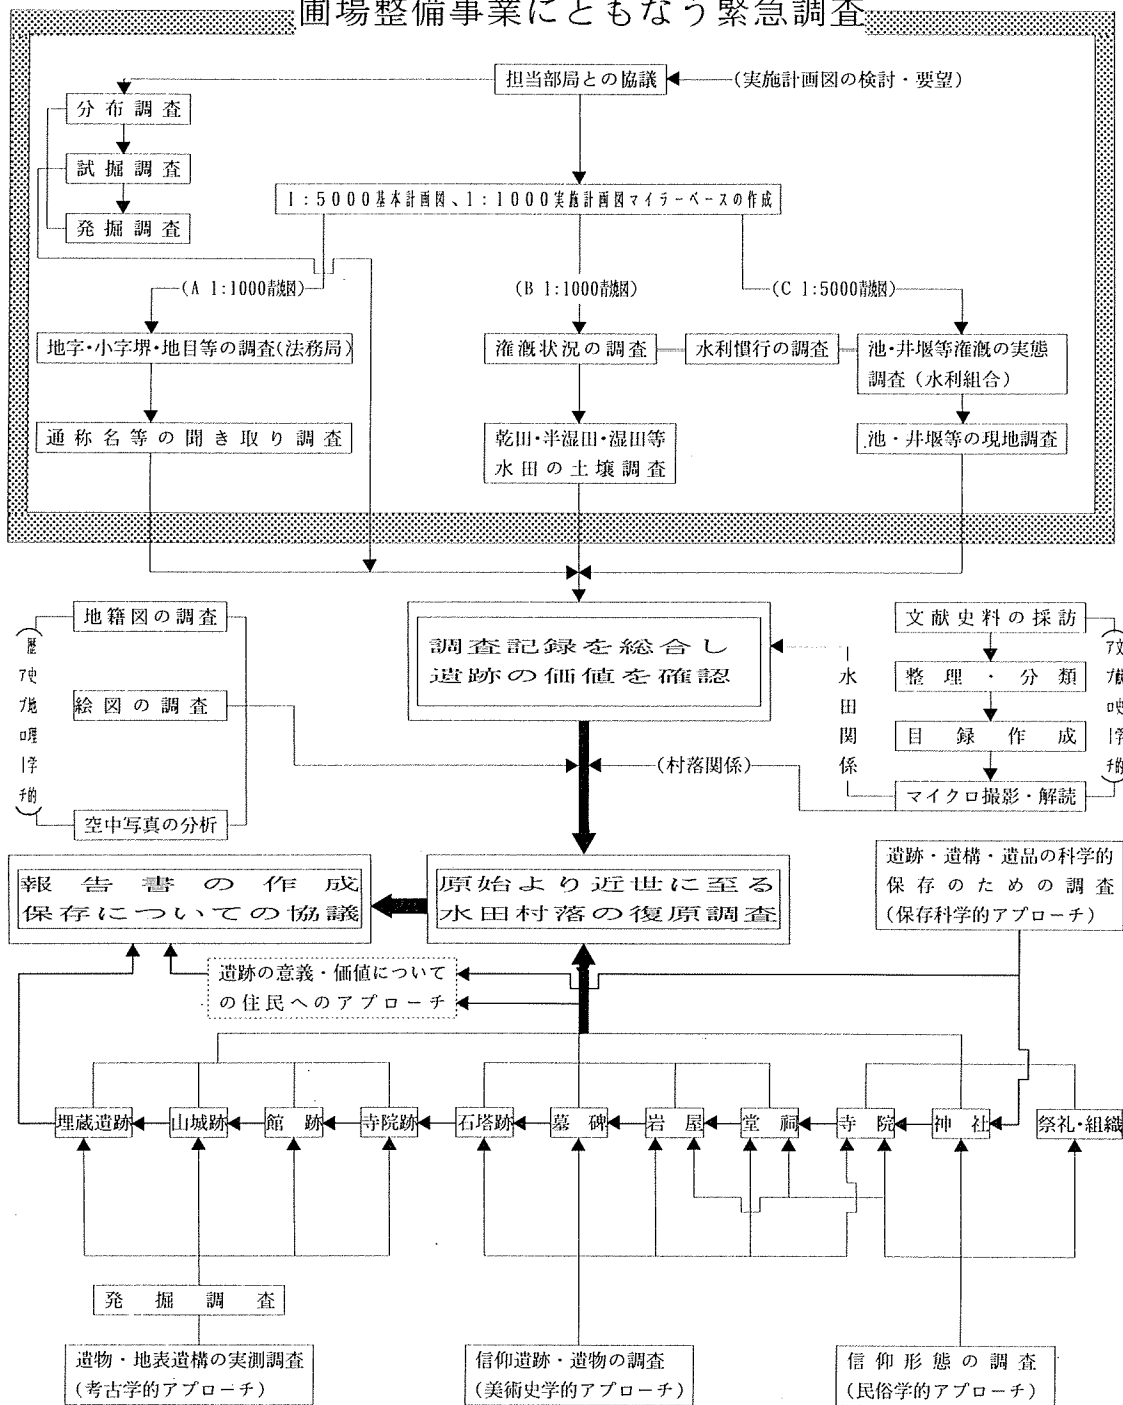 圃場整備事業にともなう緊急調査
担当部局との協議
(実施計画図の検討・要望)
分布調査
試掘調査
発掘調査
1:5000基本計画図、1:1000実施計画図マイラーベースの作成
(A 1:1000青焼図)
(B 1:1000青焼図)
(C 1:5000青焼図)
地字・小字堺・地目等の調査(法務局)
灌漑状況の調査
水利慣行の調査
池・井堰等灌漑の実態
調査(水利組合)
通称名等の聞き取り調査
乾田・半湿田・湿田等
水田の土壌調査
池・井堰等の現地調査
地籍図の調査
絵図の調査
空中写真の分析
(歴史地理学的アプローチ)
調査記録を総合し
遺跡の価値を確認
水田関係
文献史料の採訪
整理・分類
目録作成
マイクロ撮影・解読
(文献史学的アプローチ)
(村落関係)
報告書の作成
保存についての協議
原始より近世に至る
水田村落の復原調査
遺跡・遺構・遺品の科学的
保存のための調査
(保存科学的アプローチ)
遺跡の意義・価値について
の住民へのアプローチ
埋蔵遺跡
山城跡
館跡
寺院跡
石塔跡
墓碑
岩屋
堂祠
寺院
神社
祭礼・組織
発掘調査
遺物・地表遺構の実測調査
(考古学的アプローチ)
信仰遺跡・遺物の調査
(美術史学的アプローチ)
信仰形態の調査
(民俗学的アプローチ)